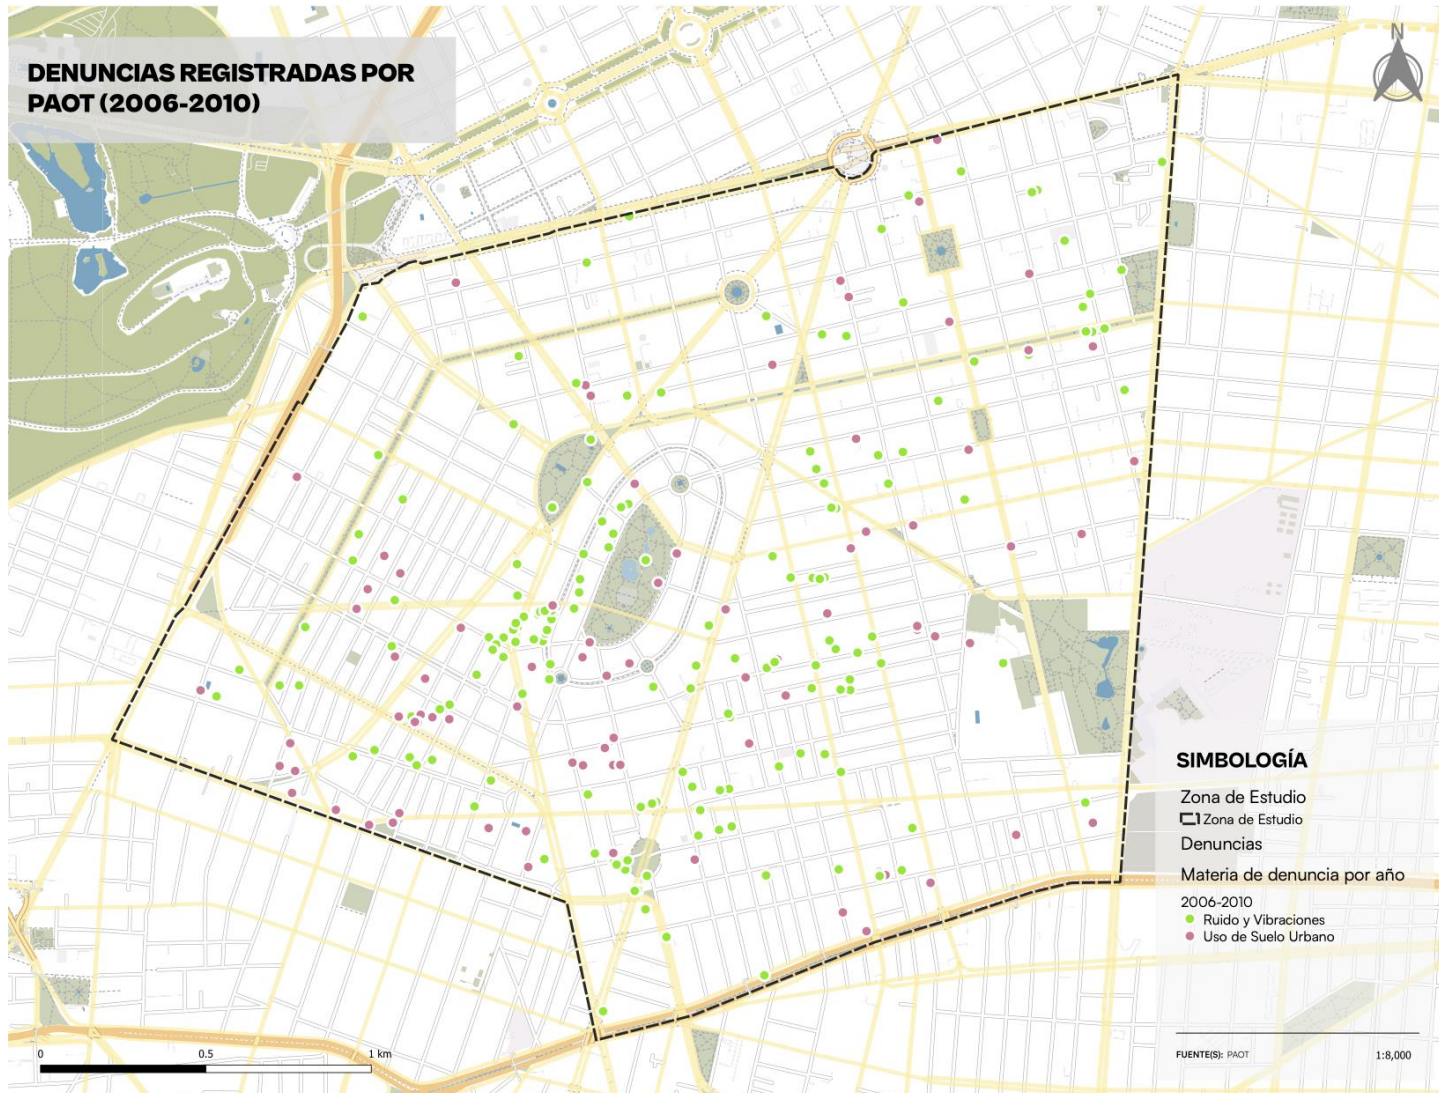 DENUNCIAS REGISTRADAS POR
PAOT (2006-2010)
N
SIMBOLOGÍA
Zona de Estudio
Zona de Estudio
Denuncias
Materia de denuncia por año
2006-2010
Ruido y Vibraciones
Uso de Suelo Urbano
FUENTE(S): PAOT
1:8,000
0 0.5 1 km